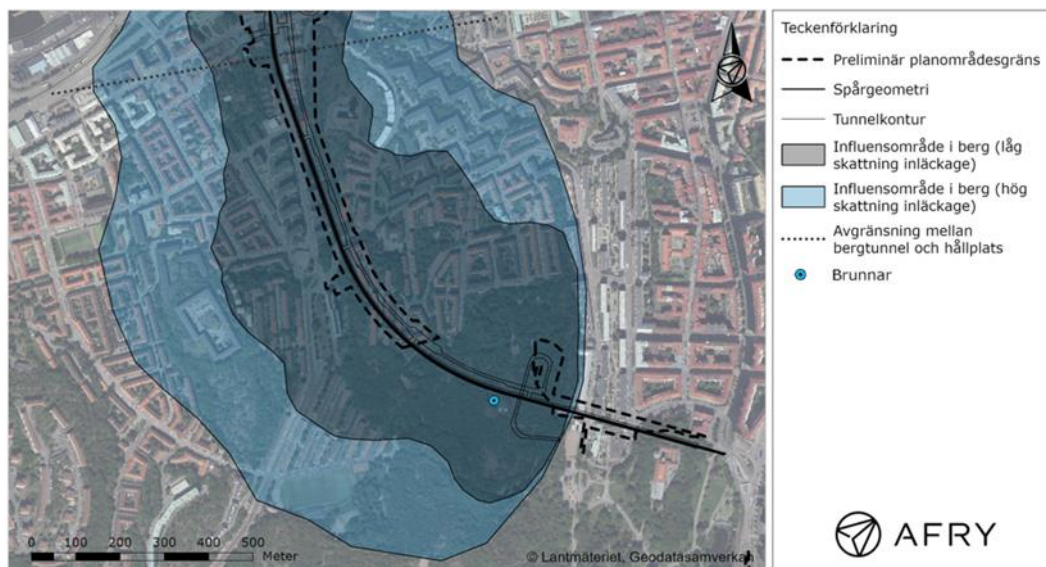 Teckenförklaring
Preliminär planområdesgräns
Spårgeometri
Tunnelkontur
Influensområde i berg (låg
skattning inläckage)
Influensområde i berg (hög
skattning inläckage)
Avgränsning mellan
bergtunnel och hållplats
Brunnar
0 100 200 300 400 500
Meter
© Lantmäteriet, Geodatasamverkan
AFRY